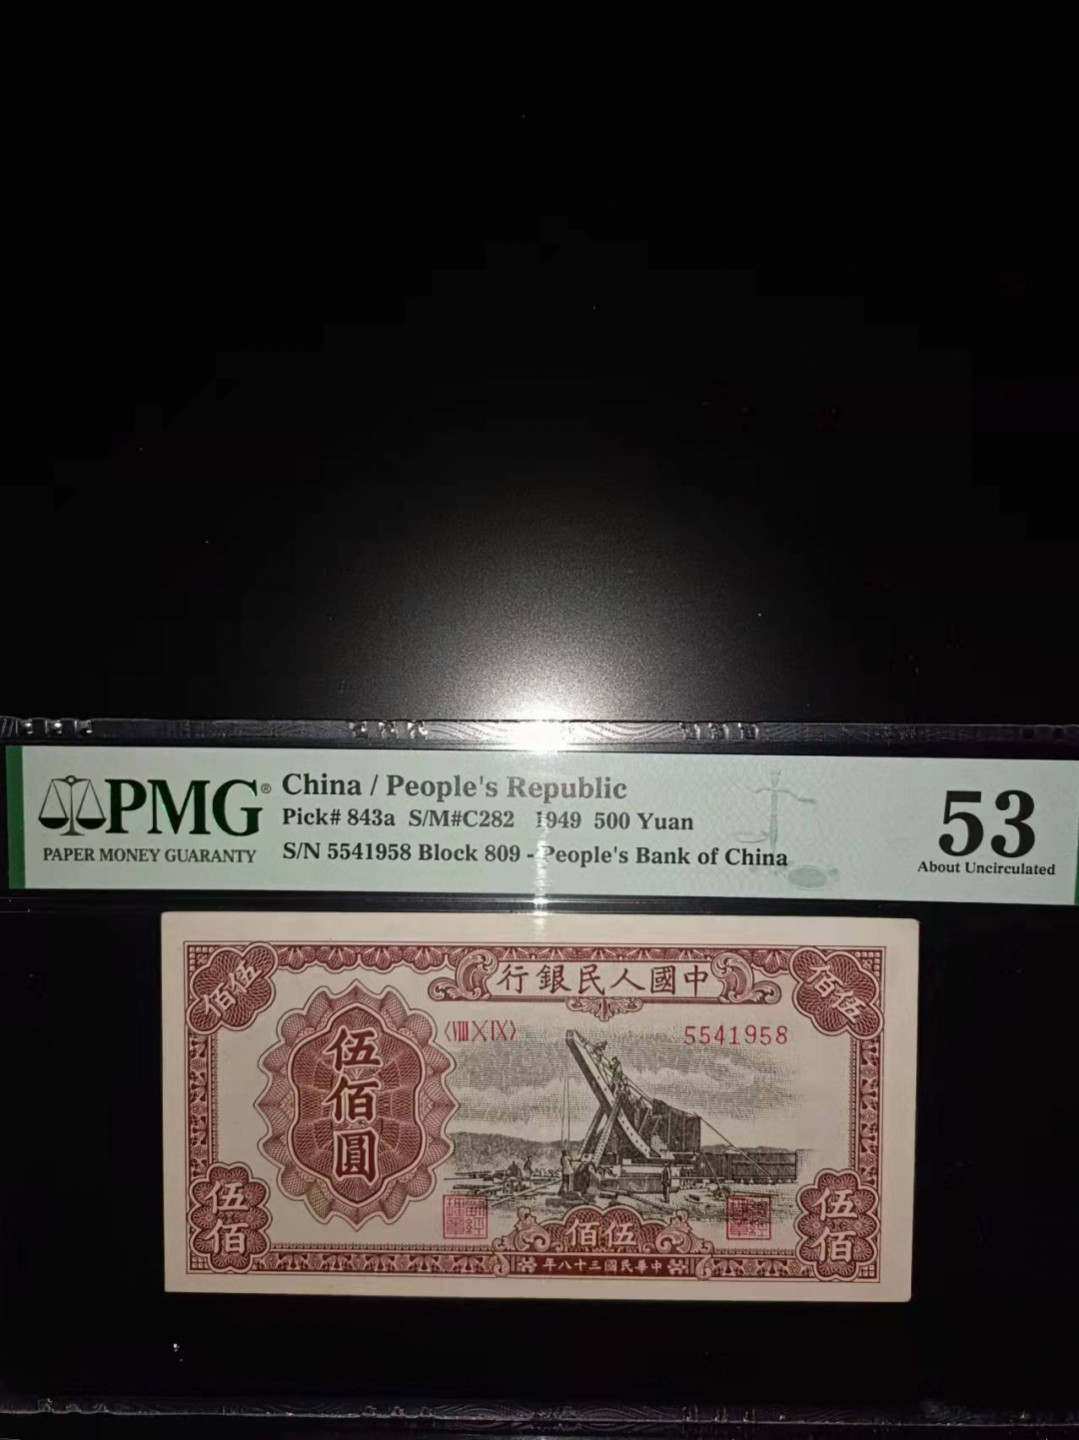 PMG®
PAPER MONEY GUARANTY
China / People's Republic
Pick# 843a S/M#C282 1949 500 Yuan
S/N 5541958 Block 809 - People's Bank of China
53
About Uncirculated
行銀民人國中
佰伍
佰伍
〈VIII X IX〉
5541958
伍佰圓
伍佰
佰伍
伍佰
年八十三國民華中